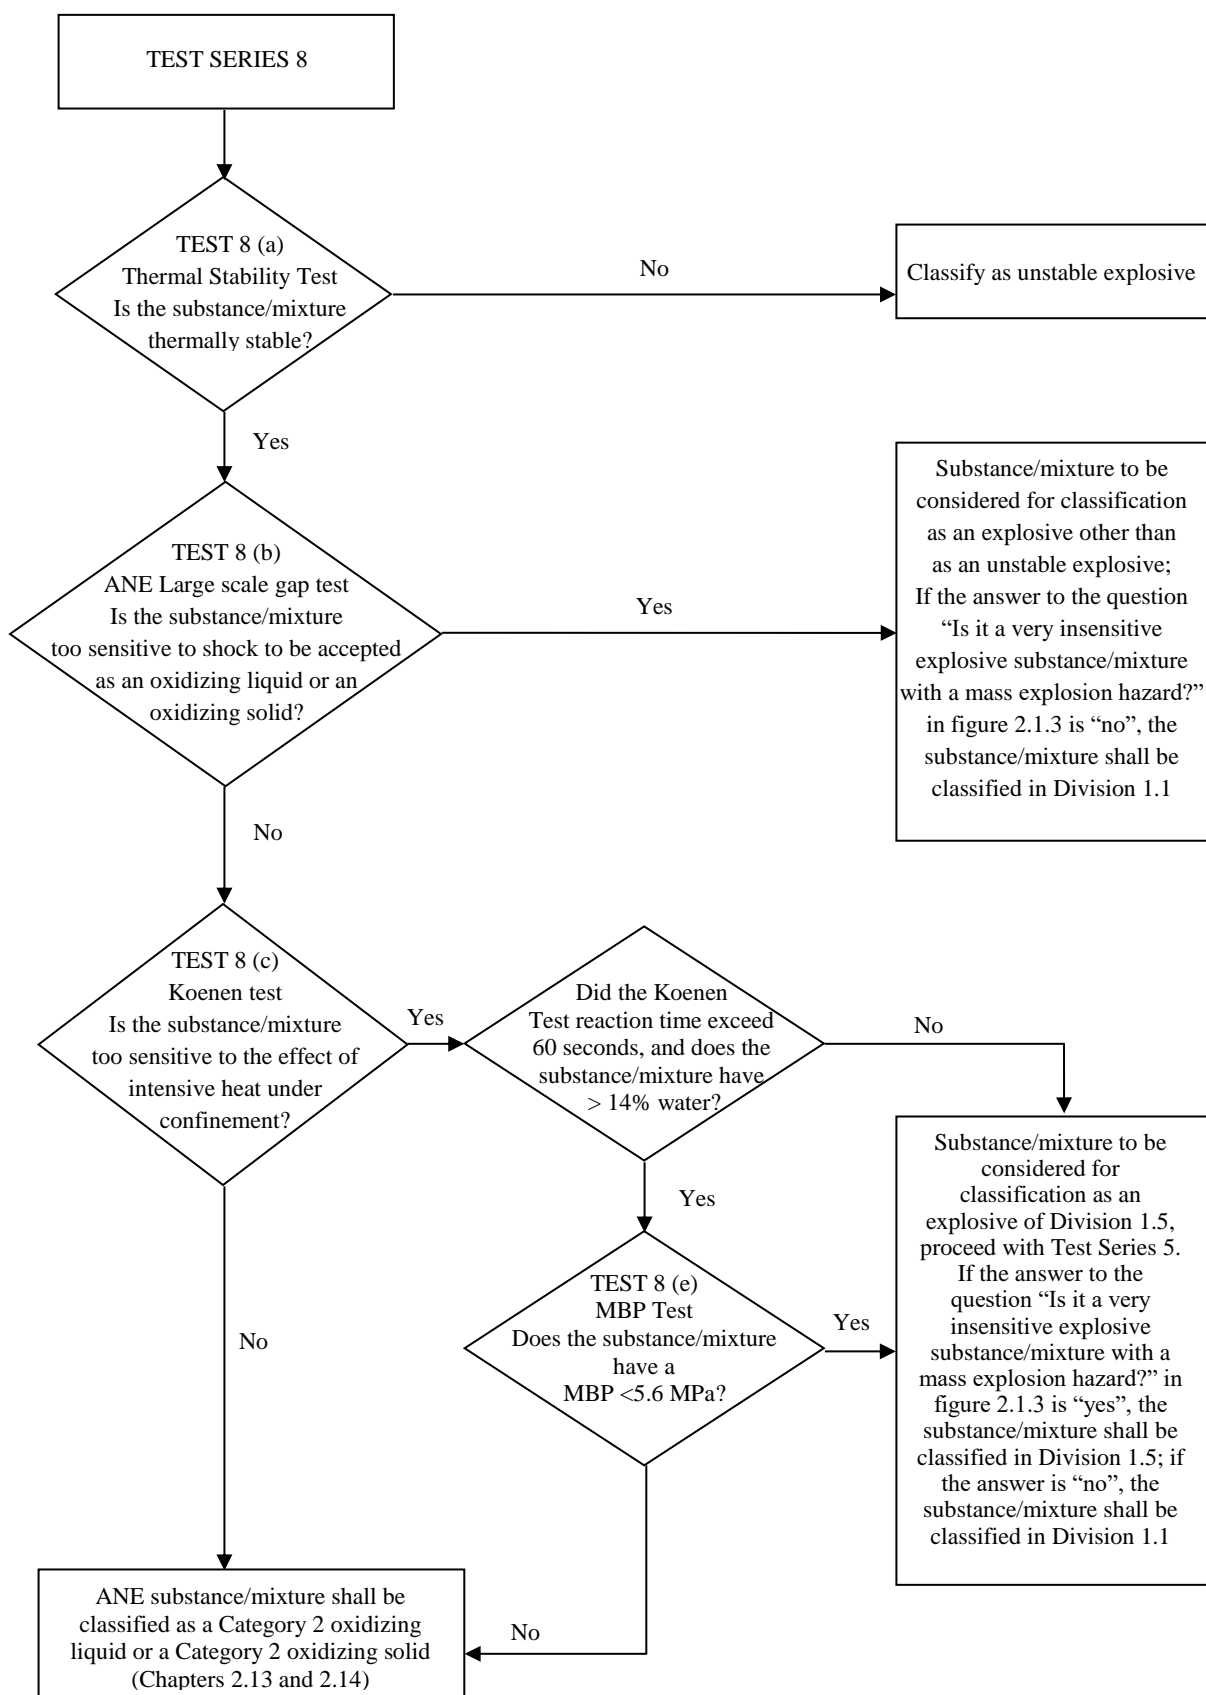 TEST SERIES 8
TEST 8 (a)
Thermal Stability Test
Is the substance/mixture
thermally stable?
No
Classify as unstable explosive
Yes
TEST 8 (b)
ANE Large scale gap test
Is the substance/mixture
too sensitive to shock to be accepted
as an oxidizing liquid or an
oxidizing solid?
Yes
Substance/mixture to be
considered for classification
as an explosive other than
as an unstable explosive;
If the answer to the question
“Is it a very insensitive
explosive substance/mixture
with a mass explosion hazard?”
in figure 2.1.3 is “no”, the
substance/mixture shall be
classified in Division 1.1
No
TEST 8 (c)
Koenen test
Is the substance/mixture
too sensitive to the effect of
intensive heat under
confinement?
Yes
Did the Koenen
Test reaction time exceed
60 seconds, and does the
substance/mixture have
> 14% water?
No
Yes
TEST 8 (e)
MBP Test
Does the substance/mixture
have a
MBP <5.6 MPa?
Yes
Substance/mixture to be
considered for
classification as an
explosive of Division 1.5,
proceed with Test Series 5.
If the answer to the
question “Is it a very
insensitive explosive
substance/mixture with a
mass explosion hazard?” in
figure 2.1.3 is “yes”, the
substance/mixture shall be
classified in Division 1.5; if
the answer is “no”, the
substance/mixture shall be
classified in Division 1.1
No
No
ANE substance/mixture shall be
classified as a Category 2 oxidizing
liquid or a Category 2 oxidizing solid
(Chapters 2.13 and 2.14)